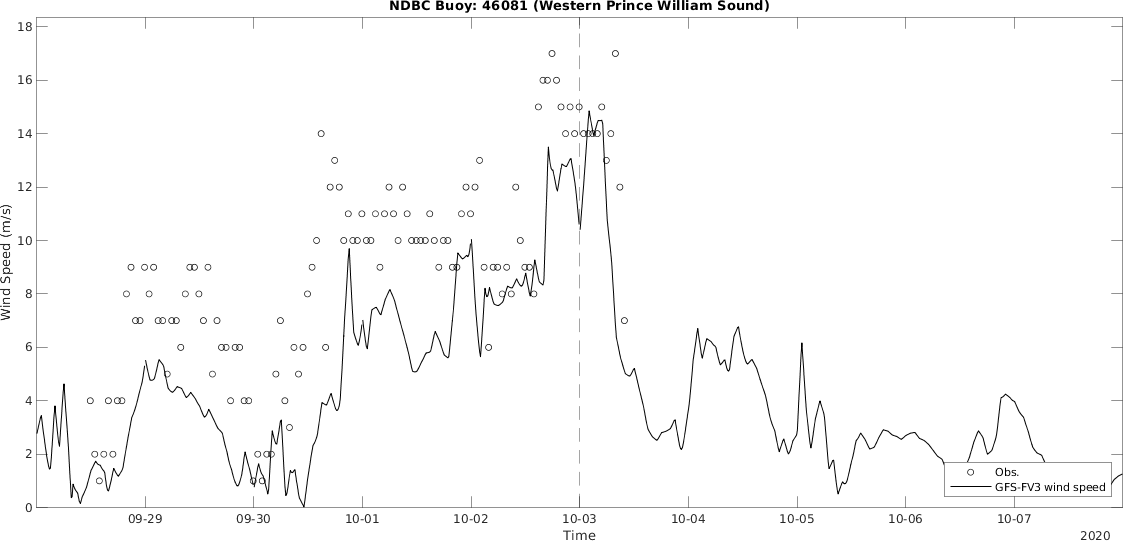 NDBC Buoy: 46081 (Western Prince William Sound)
18
16
14
12
10
8
6
4
2
0
Wind Speed (m/s)
Obs.
GFS-FV3 wind speed
09-29 09-30 10-01 10-02 10-03 10-04 10-05 10-06 10-07
Time
2020